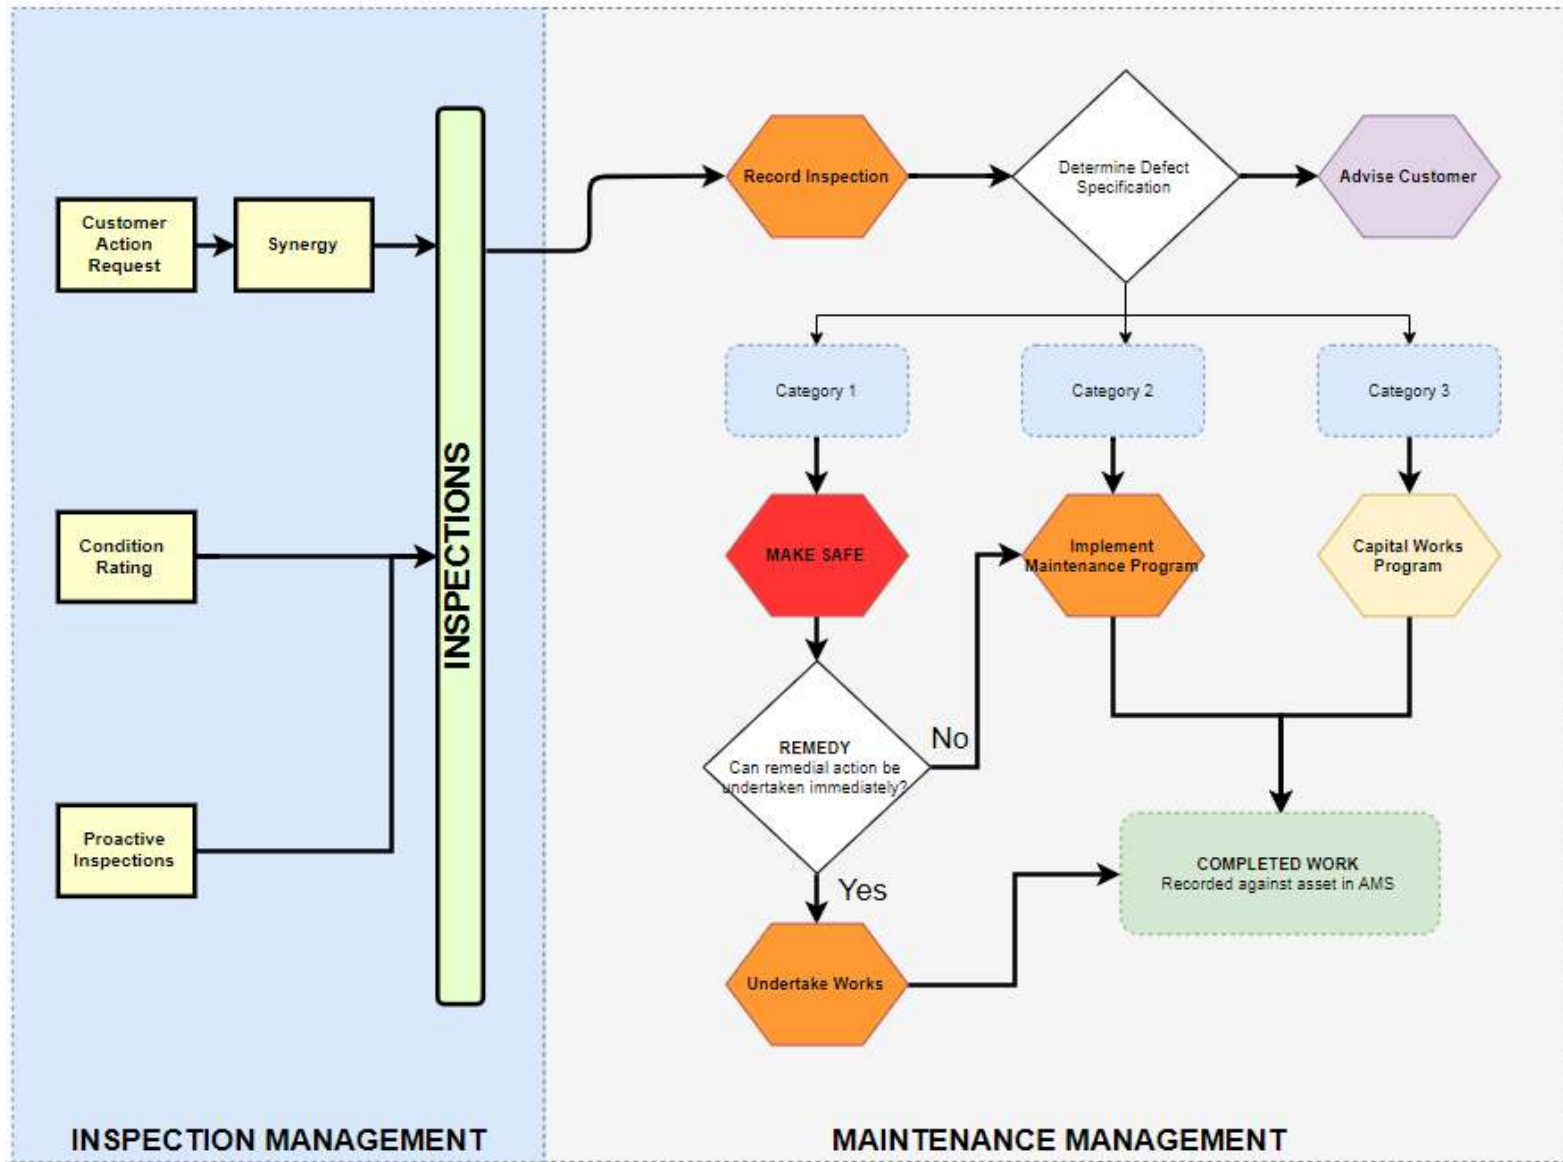 Customer
Action
Request
Synergy
Condition
Rating
Proactive
Inspections
INSPECTIONS
INSPECTION MANAGEMENT
Record Inspection
Determine Defect
Specification
Advise Customer
Category 1
Category 2
Category 3
MAKE SAFE
Implement
Maintenance Program
Capital Works
Program
REMEDY
Can remedial action be
undertaken immediately?
No
Yes
COMPLETED WORK
Recorded against asset in AMS
Undertake Works
MAINTENANCE MANAGEMENT